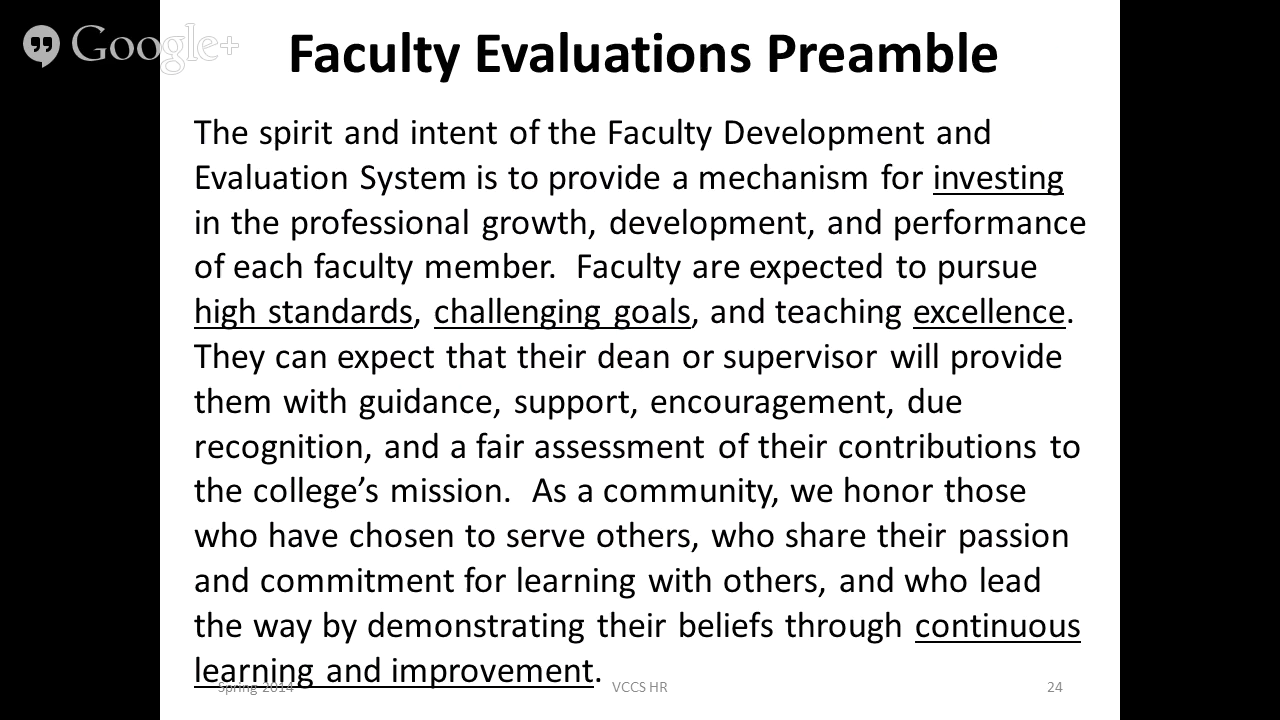 Google+
Faculty Evaluations Preamble
The spirit and intent of the Faculty Development and
Evaluation System is to provide a mechanism for investing
in the professional growth, development, and performance
of each faculty member.  Faculty are expected to pursue
high standards, challenging goals, and teaching excellence.
They can expect that their dean or supervisor will provide
them with guidance, support, encouragement, due
recognition, and a fair assessment of their contributions to
the college’s mission.  As a community, we honor those
who have chosen to serve others, who share their passion
and commitment for learning with others, and who lead
the way by demonstrating their beliefs through continuous
learning and improvement.
Spring 2014 VCCS HR 24